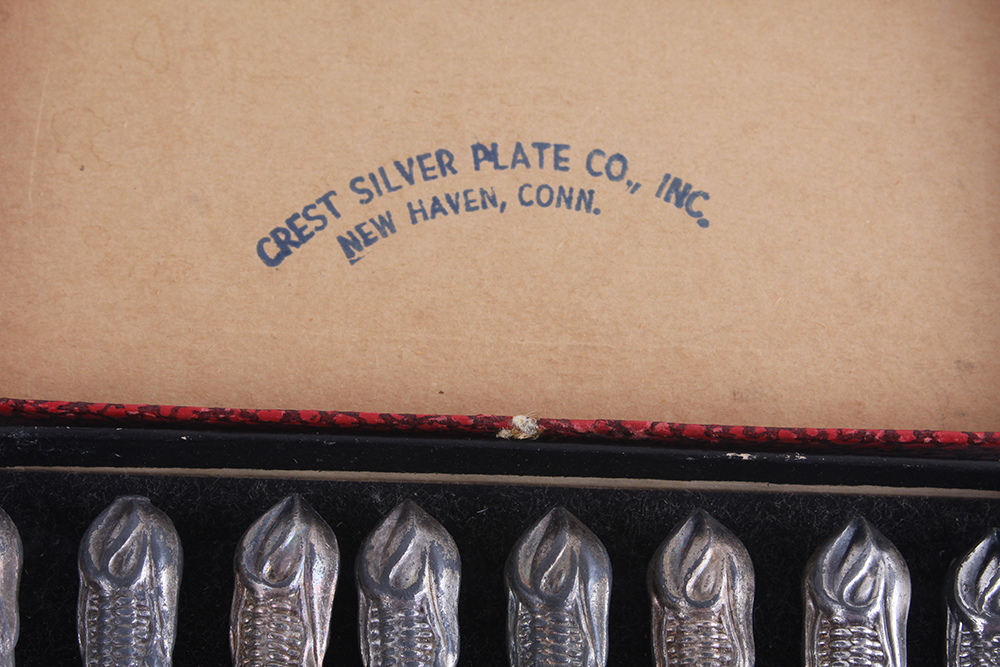 CREST SILVER PLATE CO., INC.
NEW HAVEN, CONN.